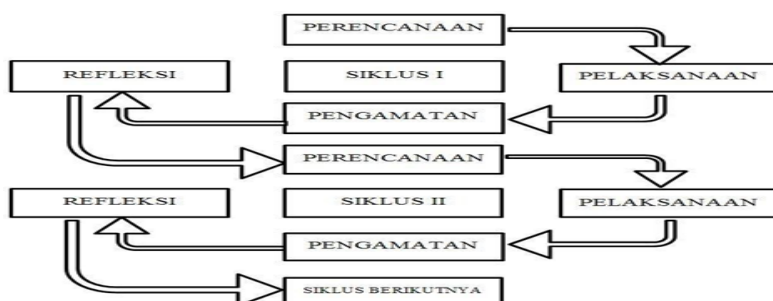 PERENCANAAN
REFLEKSI
SIKLUS I
PELAKSANAAN
PENGAMATAN
PERENCANAAN
REFLEKSI
SIKLUS II
PELAKSANAAN
PENGAMATAN
SIKLUS BERIKUTNYA